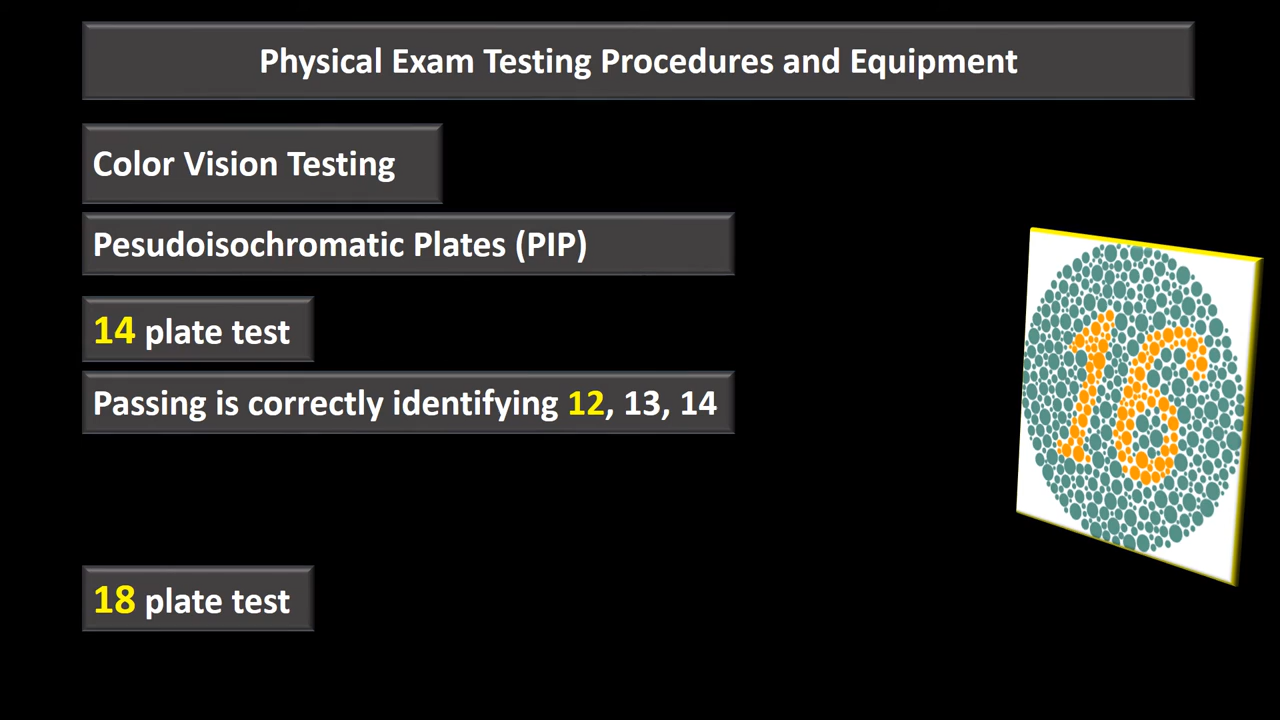 Physical Exam Testing Procedures and Equipment
Color Vision Testing
Pesudoisochromatic Plates (PIP)
14 plate test
Passing is correctly identifying 12, 13, 14
16
18 plate test